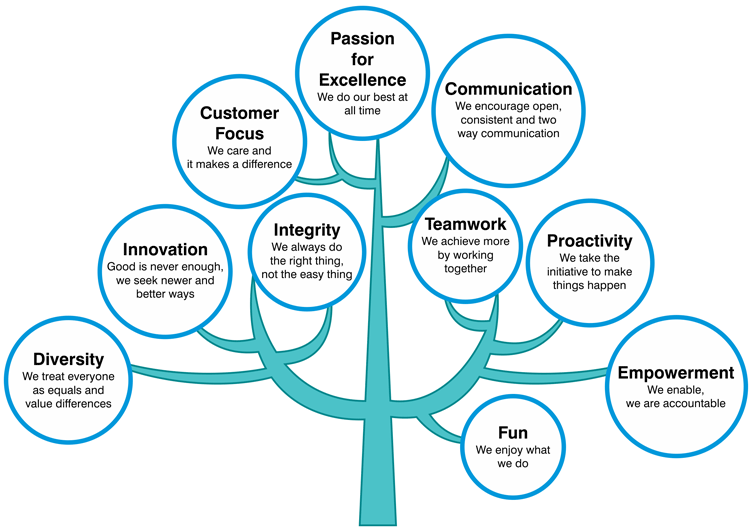 Passion
for
Excellence
We do our best at
all time
Communication
We encourage open,
consistent and two
way communication
Customer
Focus
We care and
it makes a difference
Integrity
We always do
the right thing,
not the easy thing
Teamwork
We achieve more
by working
together
Innovation
Good is never enough,
we seek newer and
better ways
Proactivity
We take the
initiative to make
things happen
Diversity
We treat everyone
as equals and
value differences
Empowerment
We enable,
we are accountable
Fun
We enjoy what
we do